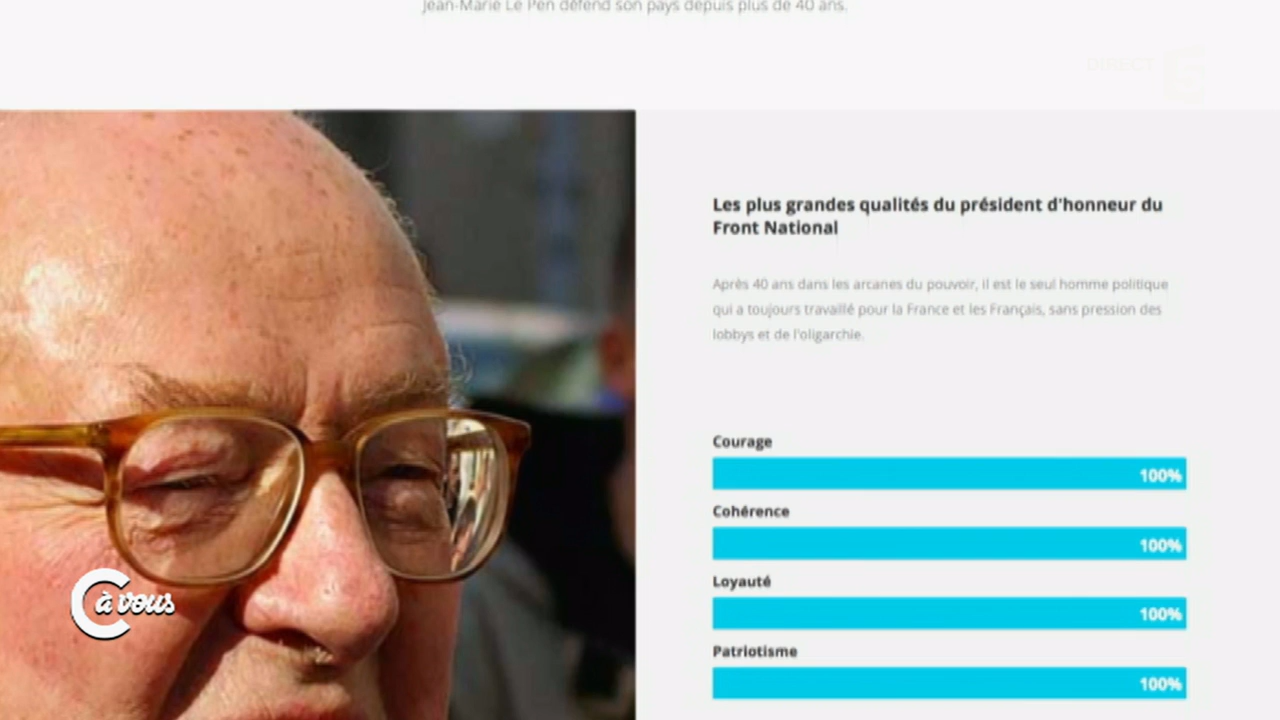 Jean-Marie Le Pen défend son pays depuis plus de 40 ans.
DIRECT 5
Les plus grandes qualités du président d'honneur du
Front National
Après 40 ans dans les arcanes du pouvoir, il est le seul homme politique
qui a toujours travaillé pour la France et les Français, sans pression des
lobbys et de l'oligarchie.
Courage
100%
Cohérence
100%
Loyauté
100%
Patriotisme
100%
C à vous